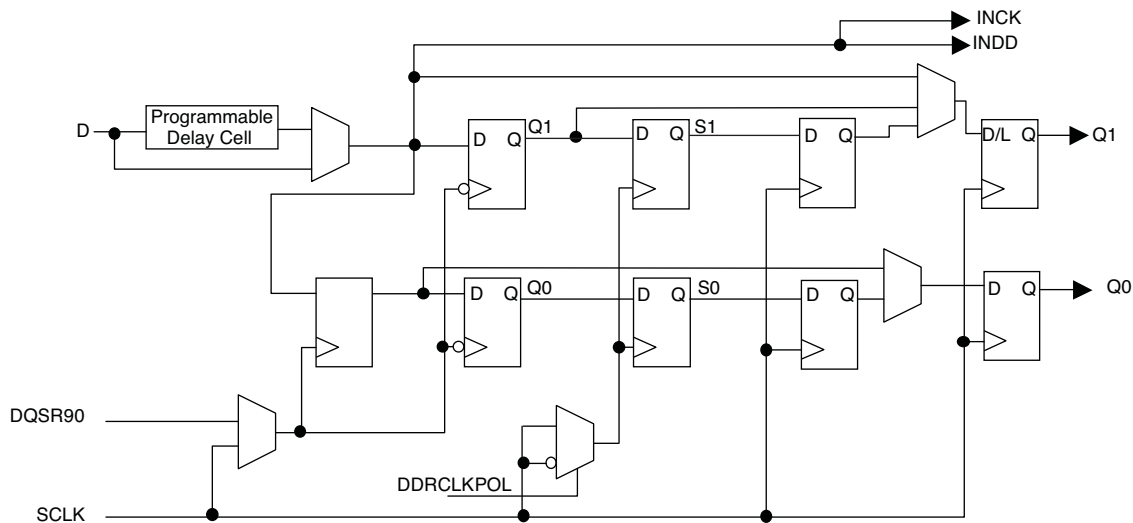 INCK
INDD
D
Programmable
Delay Cell
D Q
Q1
D Q
S1
D Q
D/L Q
Q1
D Q
Q0
D Q
S0
D Q
D Q
Q0
DQSR90
DDRCLKPOL
SCLK